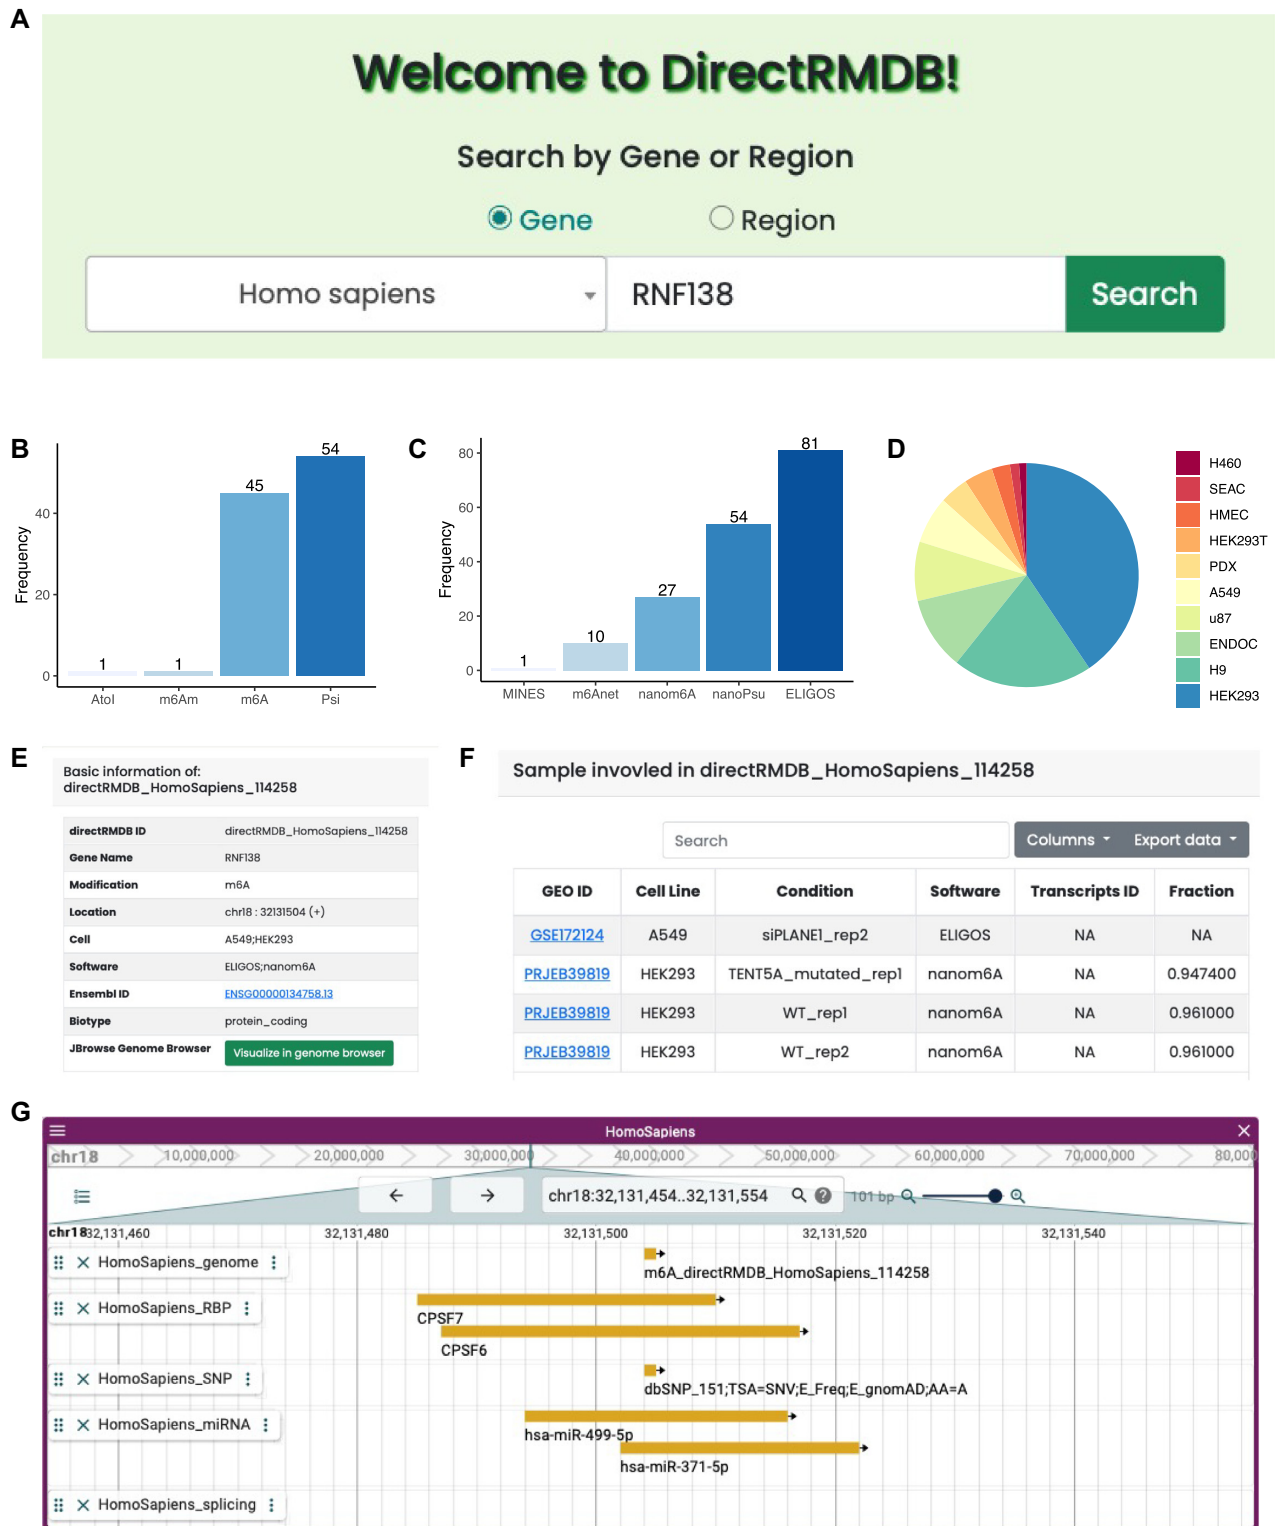 A
Welcome to DirectRMDB!
Search by Gene or Region
Gene Region
Homo sapiens RNF138 Search
B
Frequency
40
20
0
1 1 45 54
AtoI m6Am m6A Psi
C
Frequency
80
60
40
20
0
1 10 27 54 81
MINES m6Anet nanom6A nanoPsu ELIGOS
D
H460
SEAC
HMEC
HEK293T
PDX
A549
u87
ENDOC
H9
HEK293
E
Basic information of:
directRMDB_HomoSapiens_114258
directRMDB ID directRMDB_HomoSapiens_114258
Gene Name RNF138
Modification m6A
Location chr18 : 32131504 (+)
Cell A549;HEK293
Software ELIGOS;nanom6A
Ensembl ID ENSG00000134758.13
Biotype protein_coding
JBrowse Genome Browser Visualize in genome browser
F
Sample invovled in directRMDB_HomoSapiens_114258
Search Columns Export data
GEO ID Cell Line Condition Software Transcripts ID Fraction
GSE172124 A549 siPLANE1_rep2 ELIGOS NA NA
PRJEB39819 HEK293 TENT5A_mutated_rep1 nanom6A NA 0.947400
PRJEB39819 HEK293 WT_rep1 nanom6A NA 0.961000
PRJEB39819 HEK293 WT_rep2 nanom6A NA 0.961000
G
HomoSapiens
chr18 10,000,000 20,000,000 30,000,000 40,000,000 50,000,000 60,000,000 70,000,000 80,000
chr18:32,131,454..32,131,554 101 bp
chr18 32,131,460 32,131,480 32,131,500 32,131,520 32,131,540
HomoSapiens_genome
m6A_directRMDB_HomoSapiens_114258
HomoSapiens_RBP
CPSF7
CPSF6
HomoSapiens_SNP
dbSNP_151;TSA=SNV;E_Freq;E_gnomAD;AA=A
HomoSapiens_miRNA
hsa-miR-499-5p
hsa-miR-371-5p
HomoSapiens_splicing